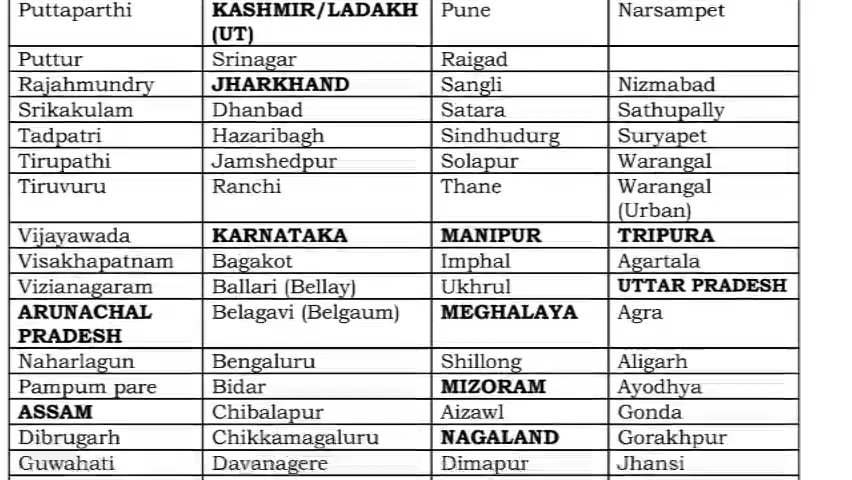 Puttaparthi KASHMIR/LADAKH (UT) Pune Narsampet
Puttur Srinagar Raigad
Rajahmundry JHARKHAND Sangli Nizmabad
Srikakulam Dhanbad Satara Sathupally
Tadpatri Hazaribagh Sindhudurg Suryapet
Tirupathi Jamshedpur Solapur Warangal
Tiruvuru Ranchi Thane Warangal (Urban)
Vijayawada KARNATAKA MANIPUR TRIPURA
Visakhapatnam Bagakot Imphal Agartala
Vizianagaram Ballari (Bellay) Ukhrul UTTAR PRADESH
ARUNACHAL PRADESH Belagavi (Belgaum) MEGHALAYA Agra
Naharlagun Bengaluru Shillong Aligarh
Pampum pare Bidar MIZORAM Ayodhya
ASSAM Chibalapur Aizawl Gonda
Dibrugarh Chikkamagaluru NAGALAND Gorakhpur
Guwahati Davanagere Dimapur Jhansi